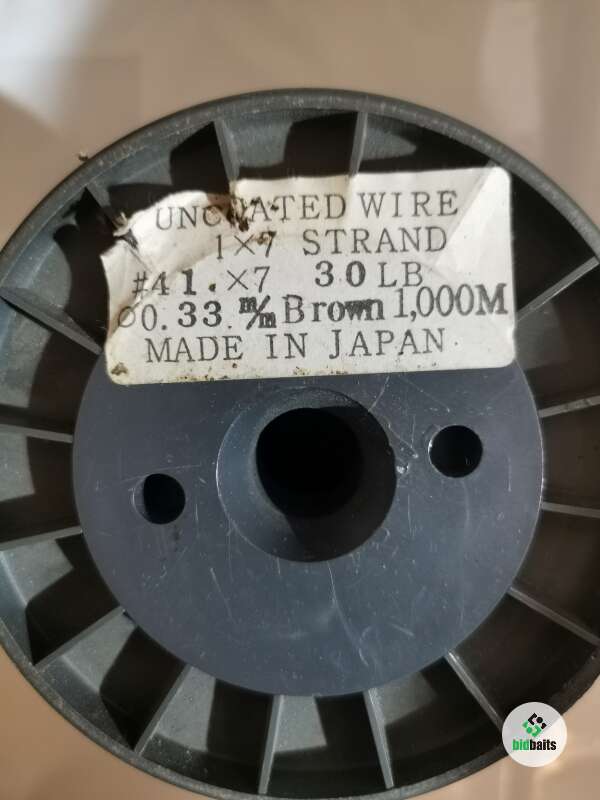 UNCOATED WIRE
1×7 STRAND
#41.×7 30LB
∅0.33 m/m Brown 1,000M
MADE IN JAPAN
bidbaits